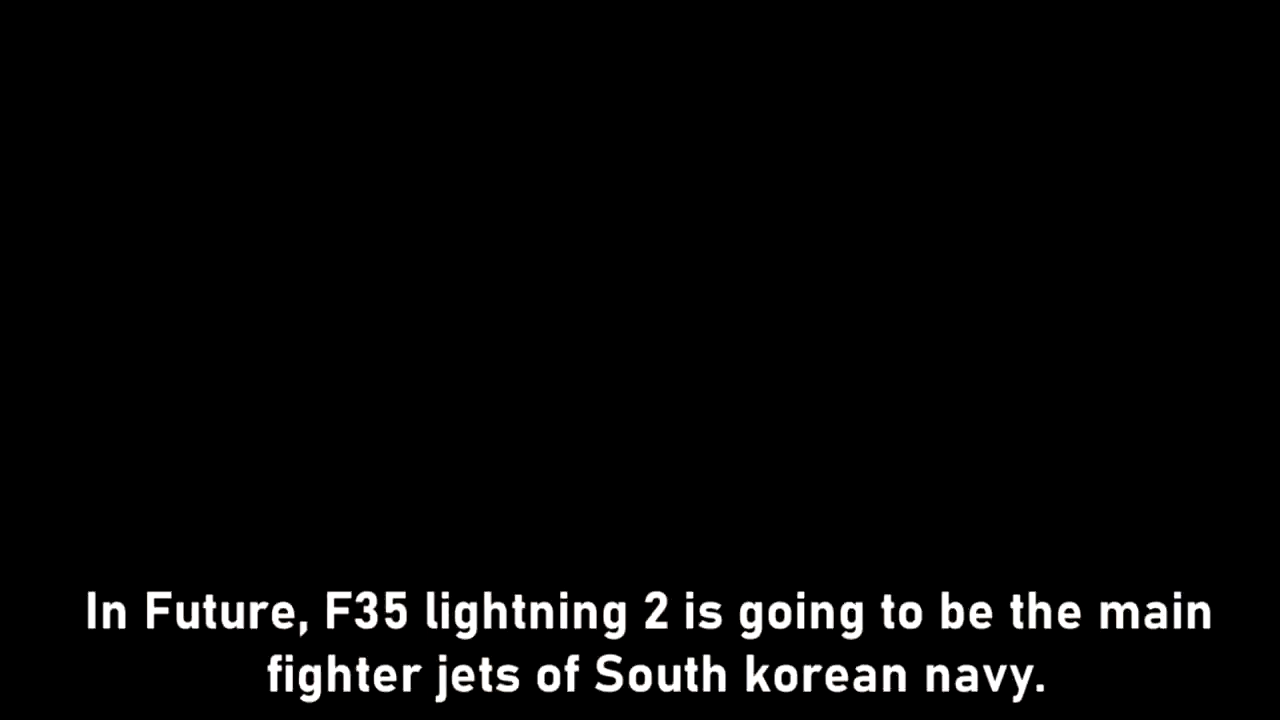 In Future, F35 lightning 2 is going to be the main
fighter jets of South korean navy.